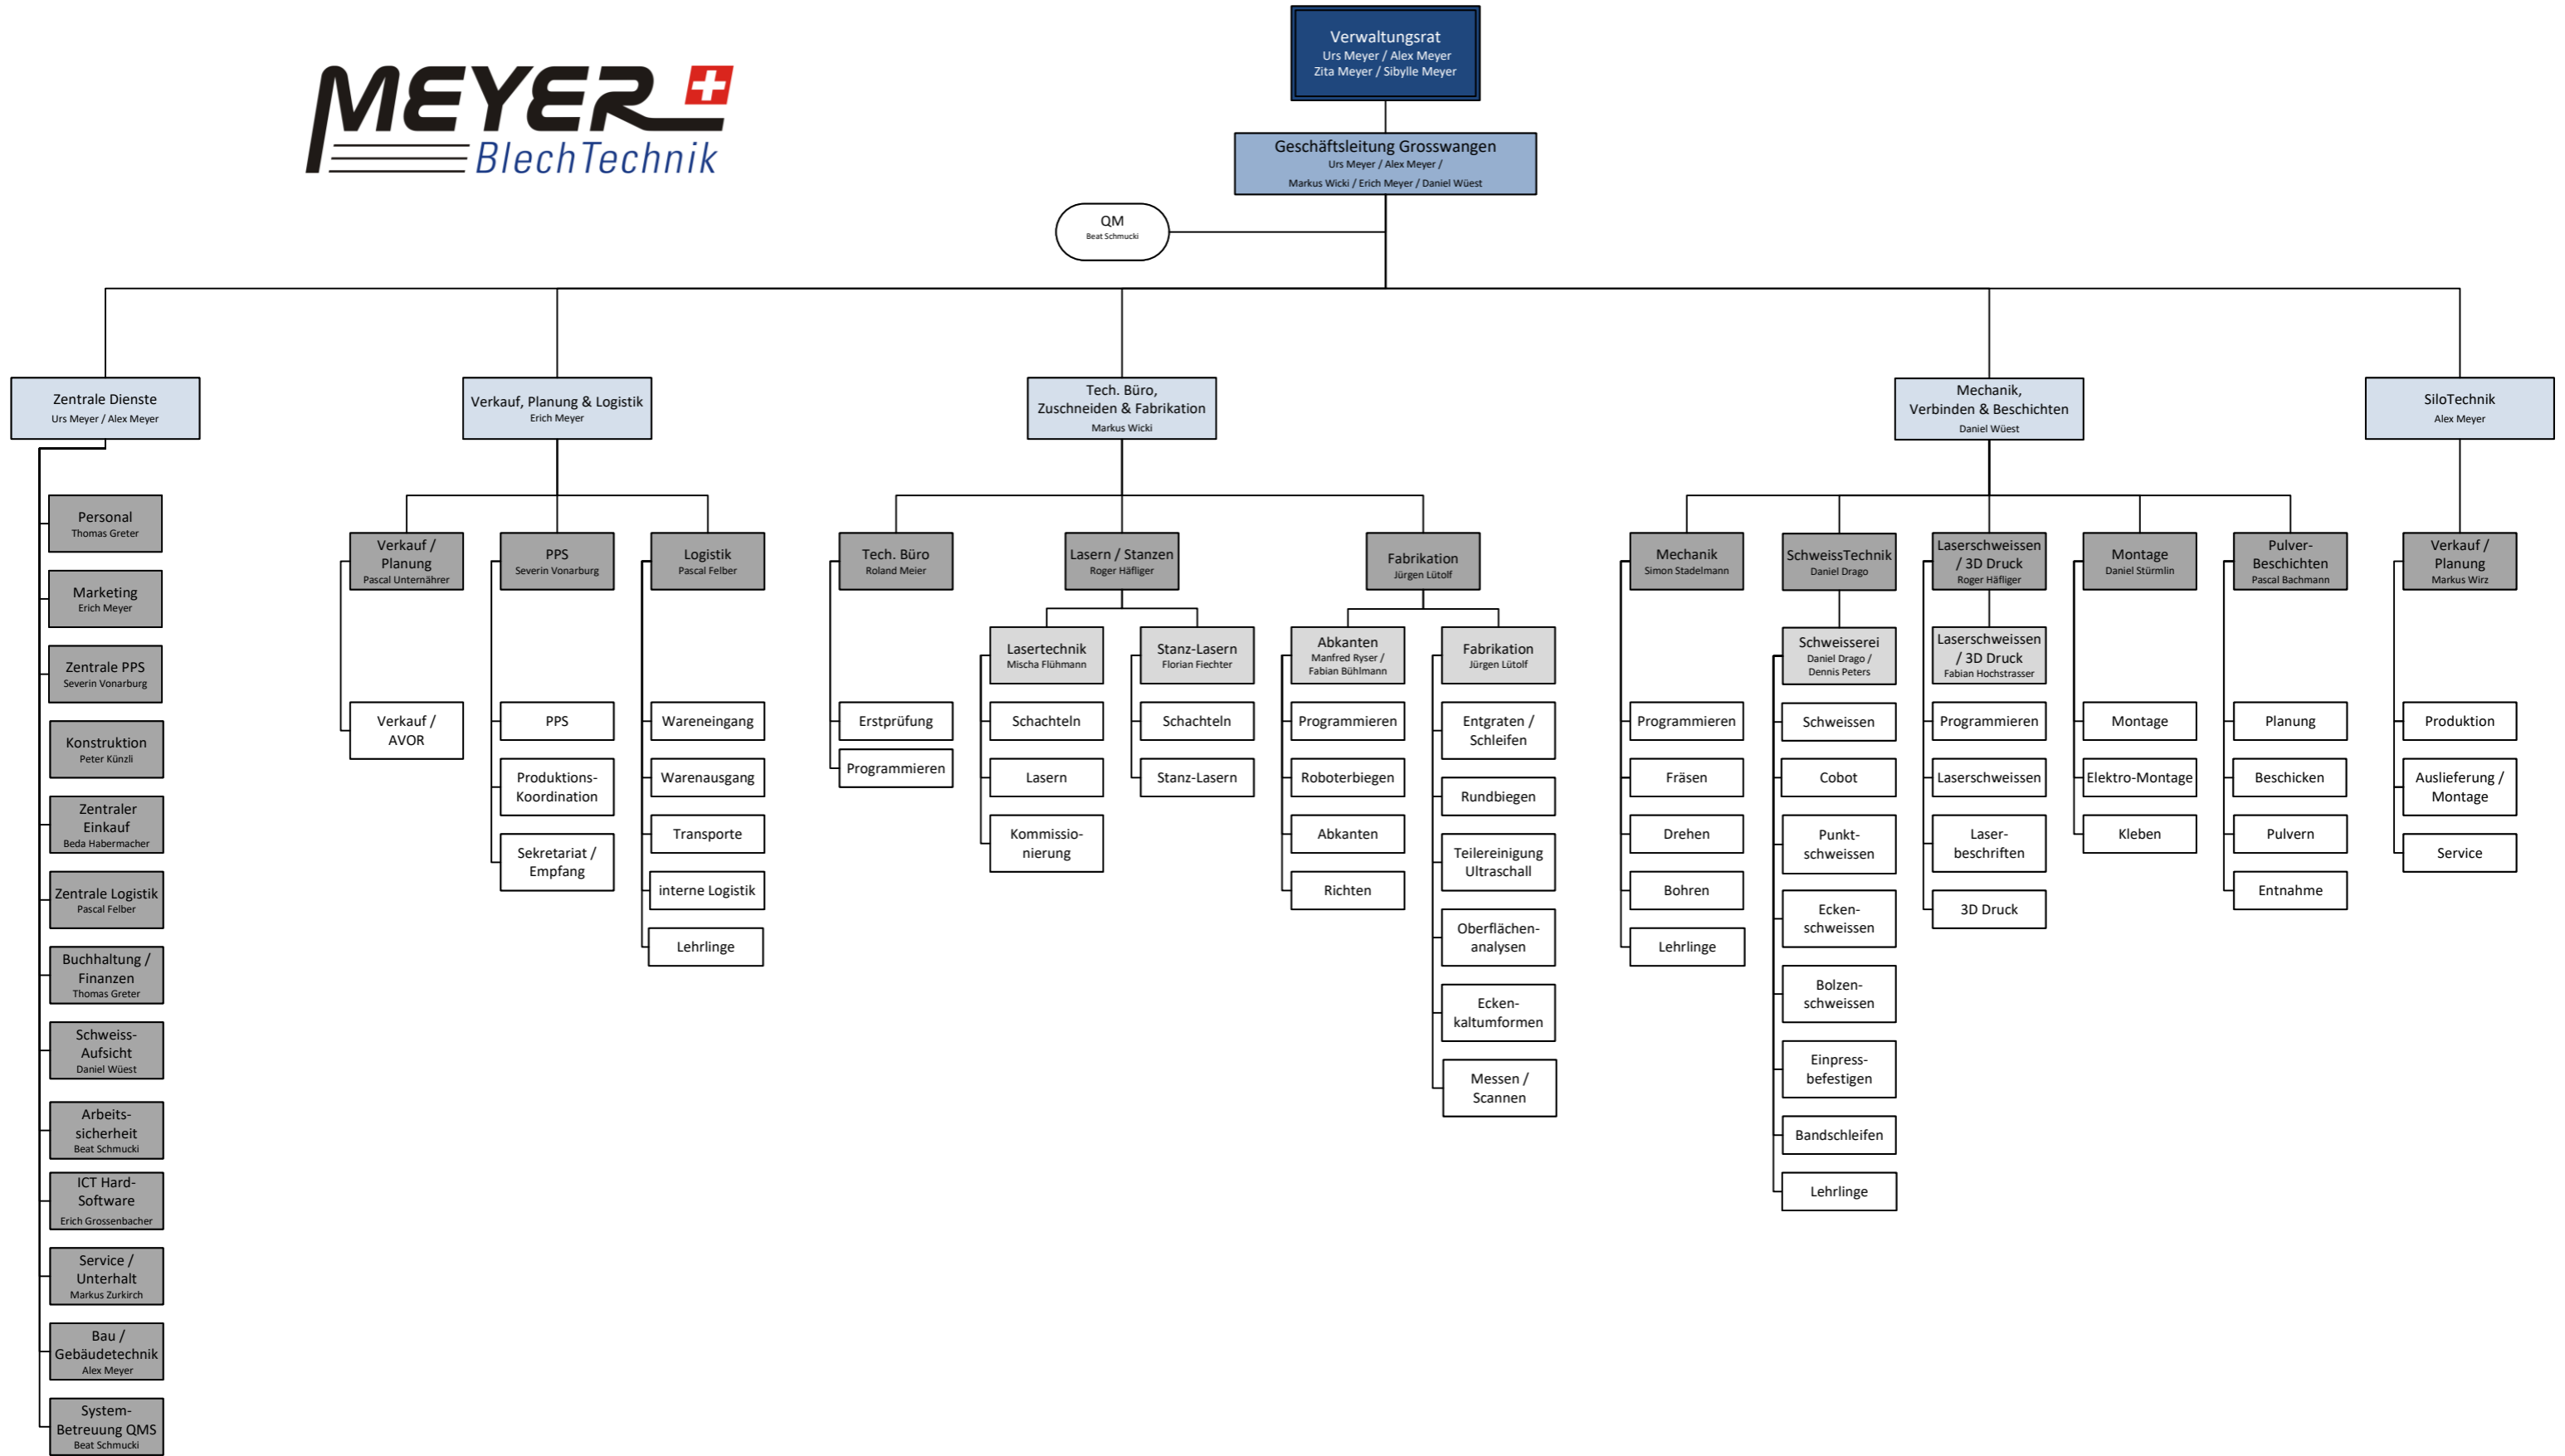 MEYER
BlechTechnik
Verwaltungsrat
Urs Meyer / Alex Meyer
Zita Meyer / Sibylle Meyer
Geschäftsleitung Grosswangen
Urs Meyer / Alex Meyer /
Markus Wicki / Erich Meyer / Daniel Wüest
QM
Beat Schmucki
Zentrale Dienste
Urs Meyer / Alex Meyer
Personal
Thomas Greter
Marketing
Erich Meyer
Zentrale PPS
Severin Vonarburg
Konstruktion
Peter Künzli
Zentraler
Einkauf
Beda Habermacher
Zentrale Logistik
Pascal Felber
Buchhaltung /
Finanzen
Thomas Greter
Schweiss-
Aufsicht
Daniel Wüest
Arbeits-
sicherheit
Beat Schmucki
ICT Hard-
Software
Erich Grossenbacher
Service /
Unterhalt
Markus Zurkirch
Bau /
Gebäudetechnik
Alex Meyer
System-
Betreuung QMS
Beat Schmucki
Verkauf, Planung & Logistik
Erich Meyer
Verkauf /
Planung
Pascal Unternährer
Verkauf /
AVOR
PPS
Severin Vonarburg
PPS
Produktions-
Koordination
Sekretariat /
Empfang
Logistik
Pascal Felber
Wareneingang
Warenausgang
Transporte
interne Logistik
Lehrlinge
Tech. Büro,
Zuschneiden & Fabrikation
Markus Wicki
Tech. Büro
Roland Meier
Erstprüfung
Programmieren
Lasern / Stanzen
Roger Häfliger
Lasertechnik
Mischa Flühmann
Schachteln
Lasern
Kommissio-
nierung
Stanz-Lasern
Florian Fiechter
Schachteln
Stanz-Lasern
Fabrikation
Jürgen Lütolf
Abkanten
Manfred Ryser /
Fabian Bühlmann
Programmieren
Roboterbiegen
Abkanten
Richten
Fabrikation
Jürgen Lütolf
Entgraten /
Schleifen
Rundbiegen
Teilereinigung
Ultraschall
Oberflächen-
analysen
Ecken-
kaltumformen
Messen /
Scannen
Mechanik,
Verbinden & Beschichten
Daniel Wüest
Mechanik
Simon Stadelmann
Programmieren
Fräsen
Drehen
Bohren
Lehrlinge
SchweissTechnik
Daniel Drago
Schweisserei
Daniel Drago /
Dennis Peters
Schweissen
Cobot
Punkt-
schweissen
Ecken-
schweissen
Bolzen-
schweissen
Einpress-
befestigen
Bandschleifen
Lehrlinge
Laserschweissen
/ 3D Druck
Roger Häfliger
Laserschweissen
/ 3D Druck
Fabian Hochstrasser
Programmieren
Laserschweissen
Laser-
beschriften
3D Druck
Montage
Daniel Stürmlin
Montage
Elektro-Montage
Kleben
Pulver-
Beschichten
Pascal Bachmann
Planung
Beschicken
Pulvern
Entnahme
SiloTechnik
Alex Meyer
Verkauf /
Planung
Markus Wirz
Produktion
Auslieferung /
Montage
Service